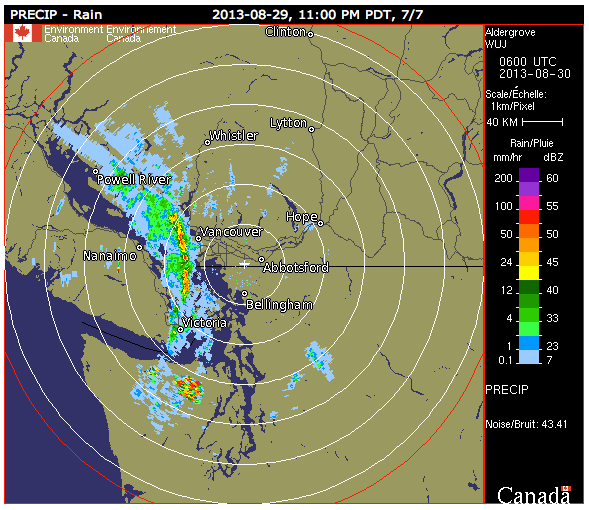 PRECIP - Rain 2013-08-29, 11:00 PM PDT, 7/7
Environment Environnement
Canada Canada
Clinton
Lytton
Whistler
Powell River
Hope
Vancouver
Nanaimo
Abbotsford
Bellingham
Victoria
Aldergrove
WUJ
0600 UTC
2013-08-30
Scale/Échelle:
1km/Pixel
40 KM
Rain/Pluie
mm/hr dBZ
200 60
100 55
50 50
24 45
12 40
4 33
1 23
0.1 7
PRECIP
Noise/Bruit: 43.41
Canada